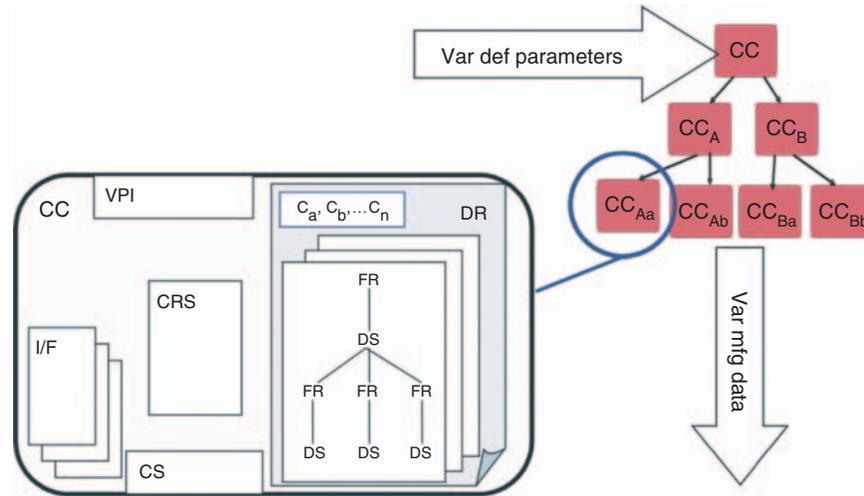 Var def parameters
CC
CC_A CC_B
CC_Aa CC_Ab CC_Ba CC_Bb
Var mfg data
CC
VPI
C_a, C_b,...C_n
DR
CRS
I/F
CS
FR
DS
FR FR FR
DS DS DS